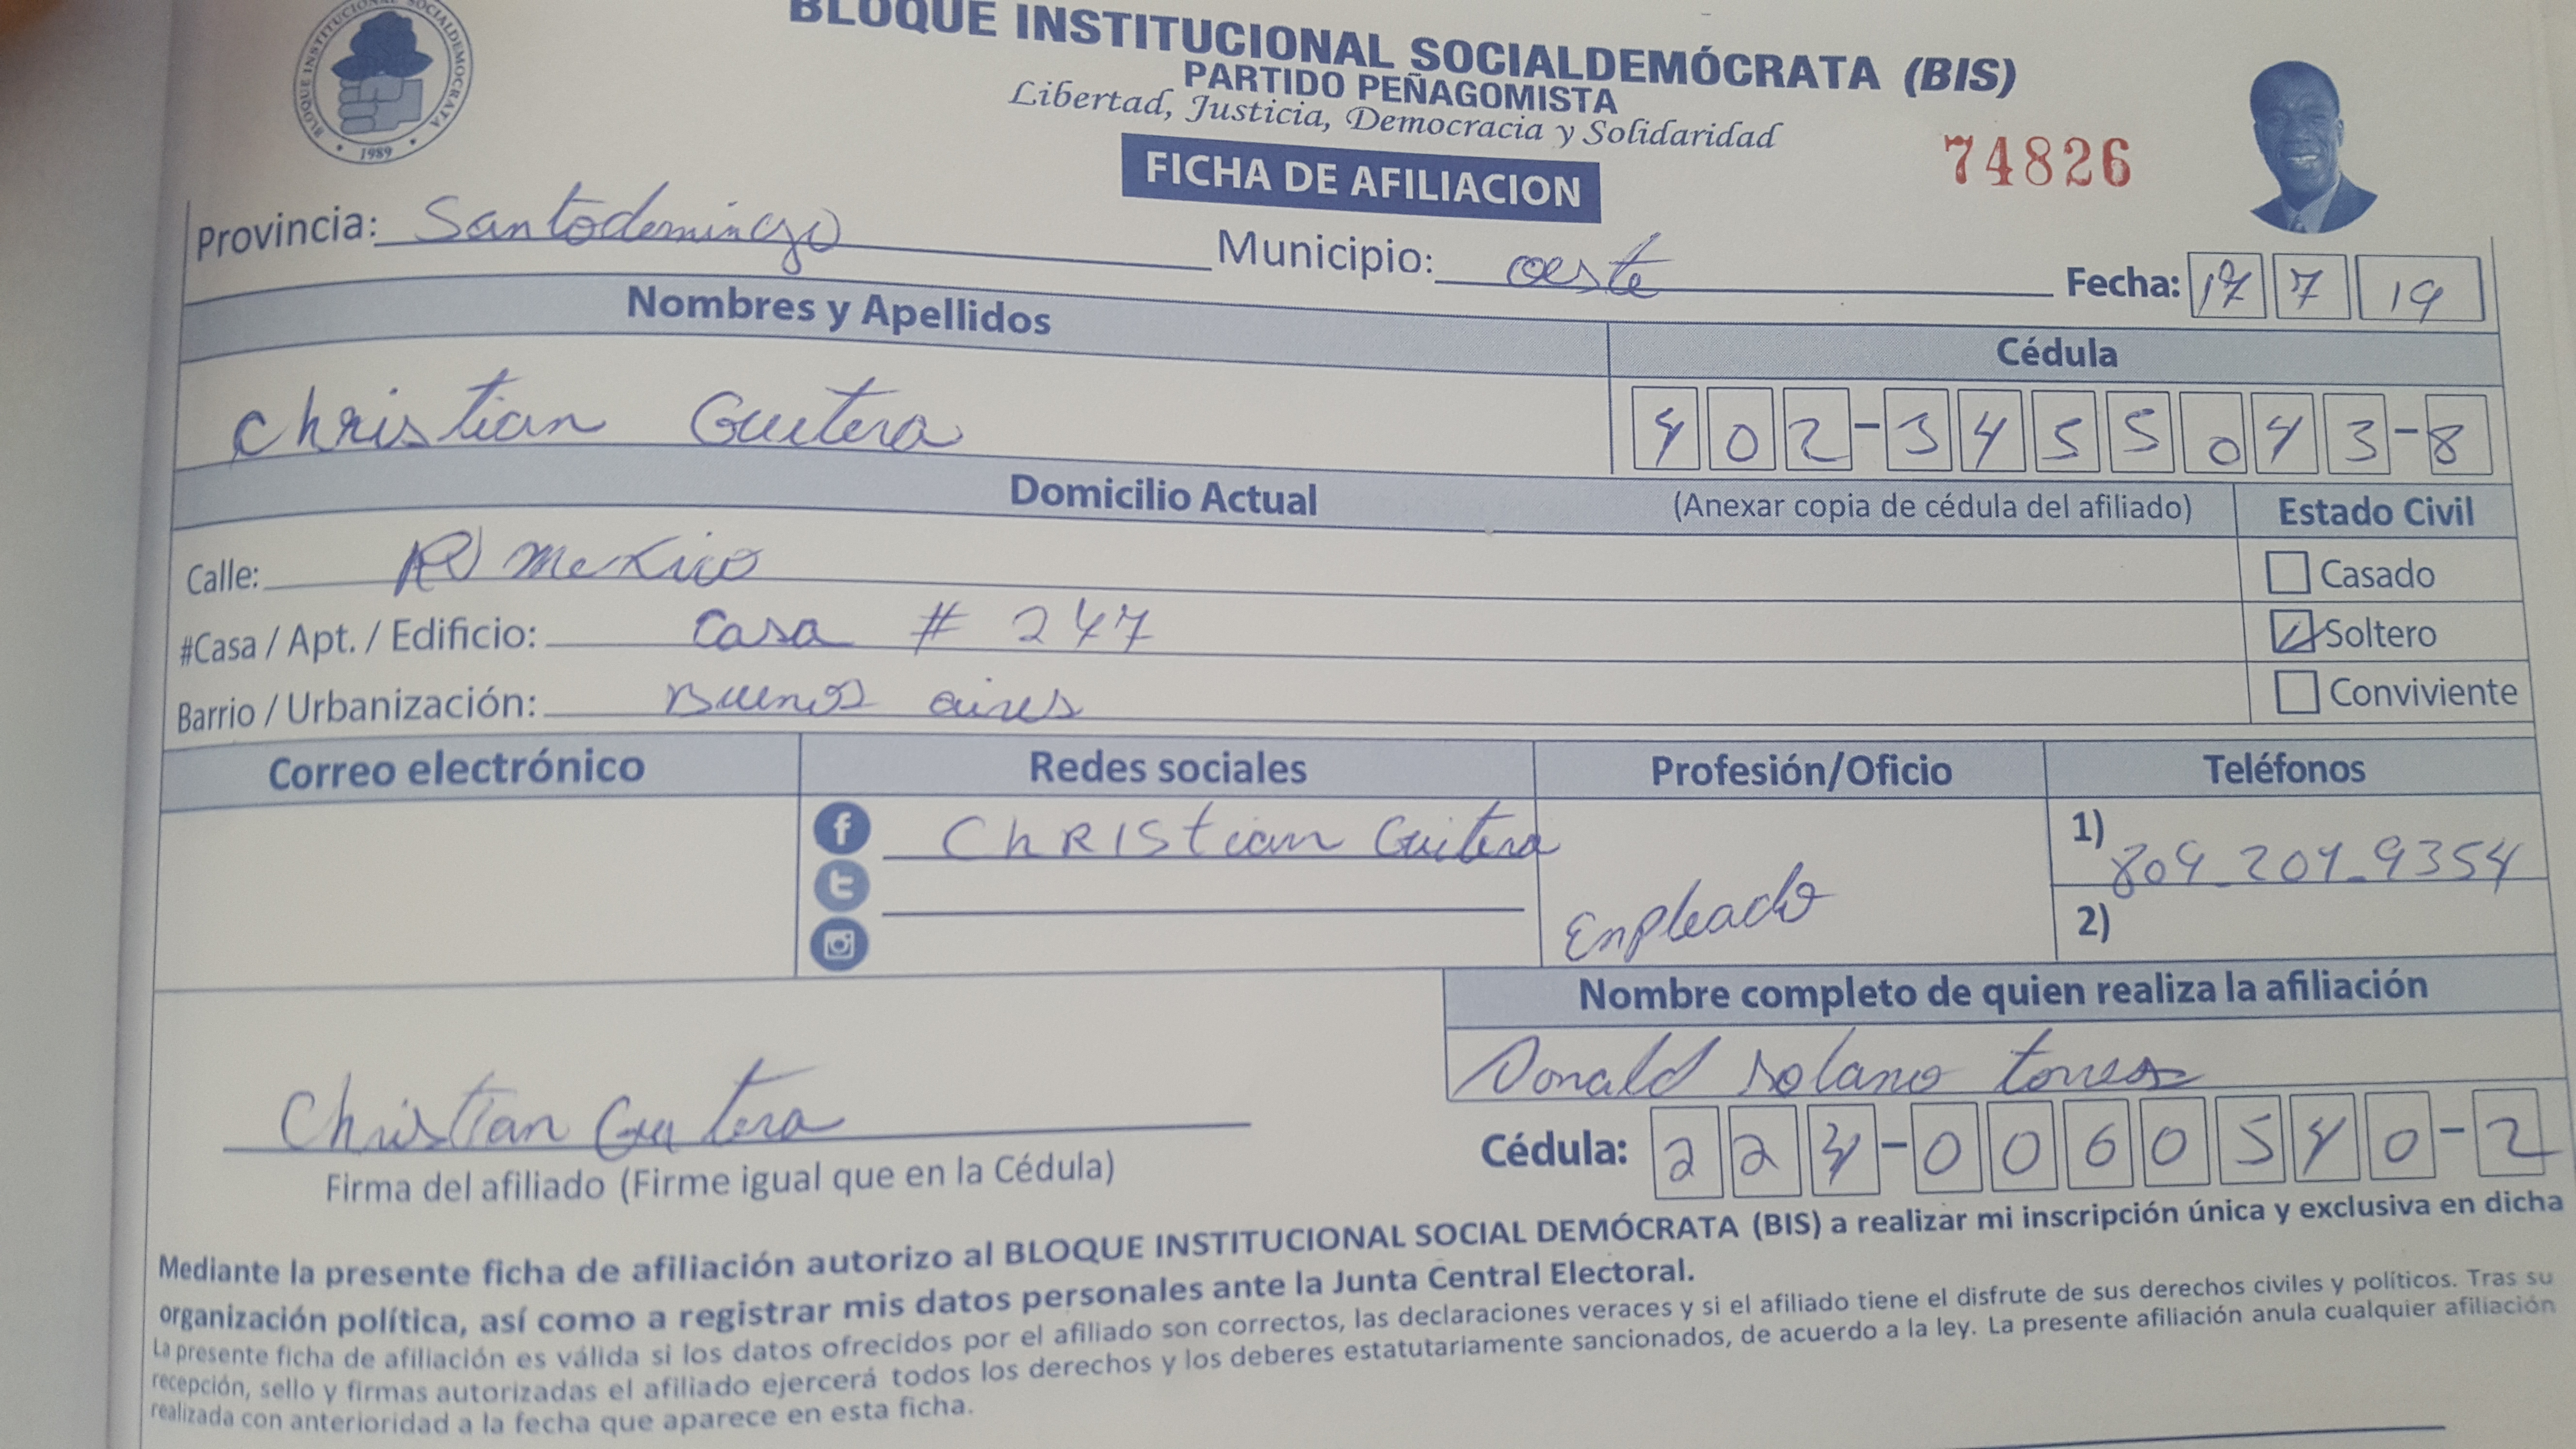 BLOQUE INSTITUCIONAL SOCIALDEMOCRATA
1989
BLOQUE INSTITUCIONAL SOCIALDEMÓCRATA (BIS)
PARTIDO PEÑAGOMISTA
Libertad, Justicia, Democracia y Solidaridad
FICHA DE AFILIACION
74826
Provincia: Santodomingo Municipio: oeste Fecha: 17 7 19
Nombres y Apellidos Cédula
Christian Guitera 402-3455043-8
Domicilio Actual (Anexar copia de cédula del afiliado) Estado Civil
Calle: mexico Casado
#Casa / Apt. / Edificio: Casa # 247 Soltero
Barrio / Urbanización: Buenos aires Conviviente
Correo electrónico Redes sociales Profesión/Oficio Teléfonos
ChRIStian Guitera Enpleado 1) 809-201-9354
2)
Nombre completo de quien realiza la afiliación
Donald solano torres
Christian Guitera Cédula: 224-0060540-2
Firma del afiliado (Firme igual que en la Cédula)
Mediante la presente ficha de afiliación autorizo al BLOQUE INSTITUCIONAL SOCIAL DEMÓCRATA (BIS) a realizar mi inscripción única y exclusiva en dicha
organización política, así como a registrar mis datos personales ante la Junta Central Electoral.
La presente ficha de afiliación es válida si los datos ofrecidos por el afiliado son correctos, las declaraciones veraces y si el afiliado tiene el disfrute de sus derechos civiles y políticos. Tras su
recepción, sello y firmas autorizadas el afiliado ejercerá todos los derechos y los deberes estatutariamente sancionados, de acuerdo a la ley. La presente afiliación anula cualquier afiliación
realizada con anterioridad a la fecha que aparece en esta ficha.